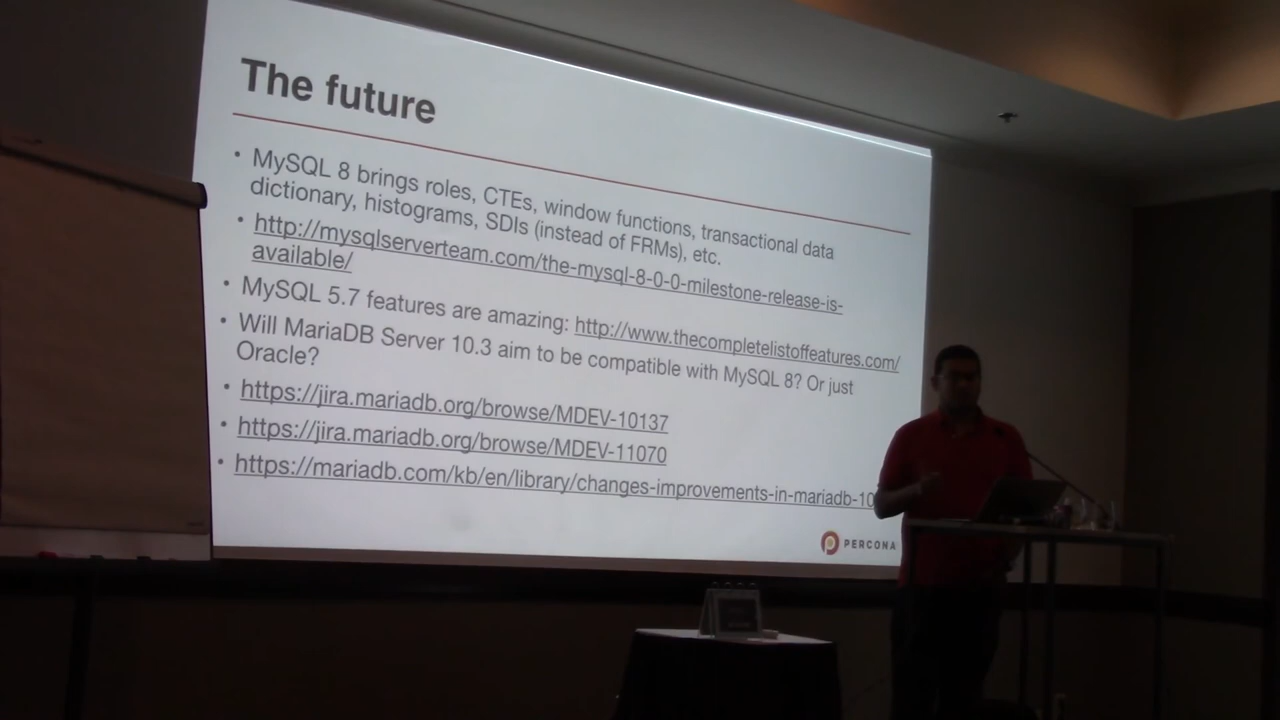 The future
• MySQL 8 brings roles, CTEs, window functions, transactional data
dictionary, histograms, SDIs (instead of FRMs), etc.
• http://mysqlserverteam.com/the-mysql-8-0-0-milestone-release-is-
available/
• MySQL 5.7 features are amazing: http://www.thecompletelistoffeatures.com/
• Will MariaDB Server 10.3 aim to be compatible with MySQL 8? Or just
Oracle?
• https://jira.mariadb.org/browse/MDEV-10137
• https://jira.mariadb.org/browse/MDEV-11070
• https://mariadb.com/kb/en/library/changes-improvements-in-mariadb-10
PERCONA